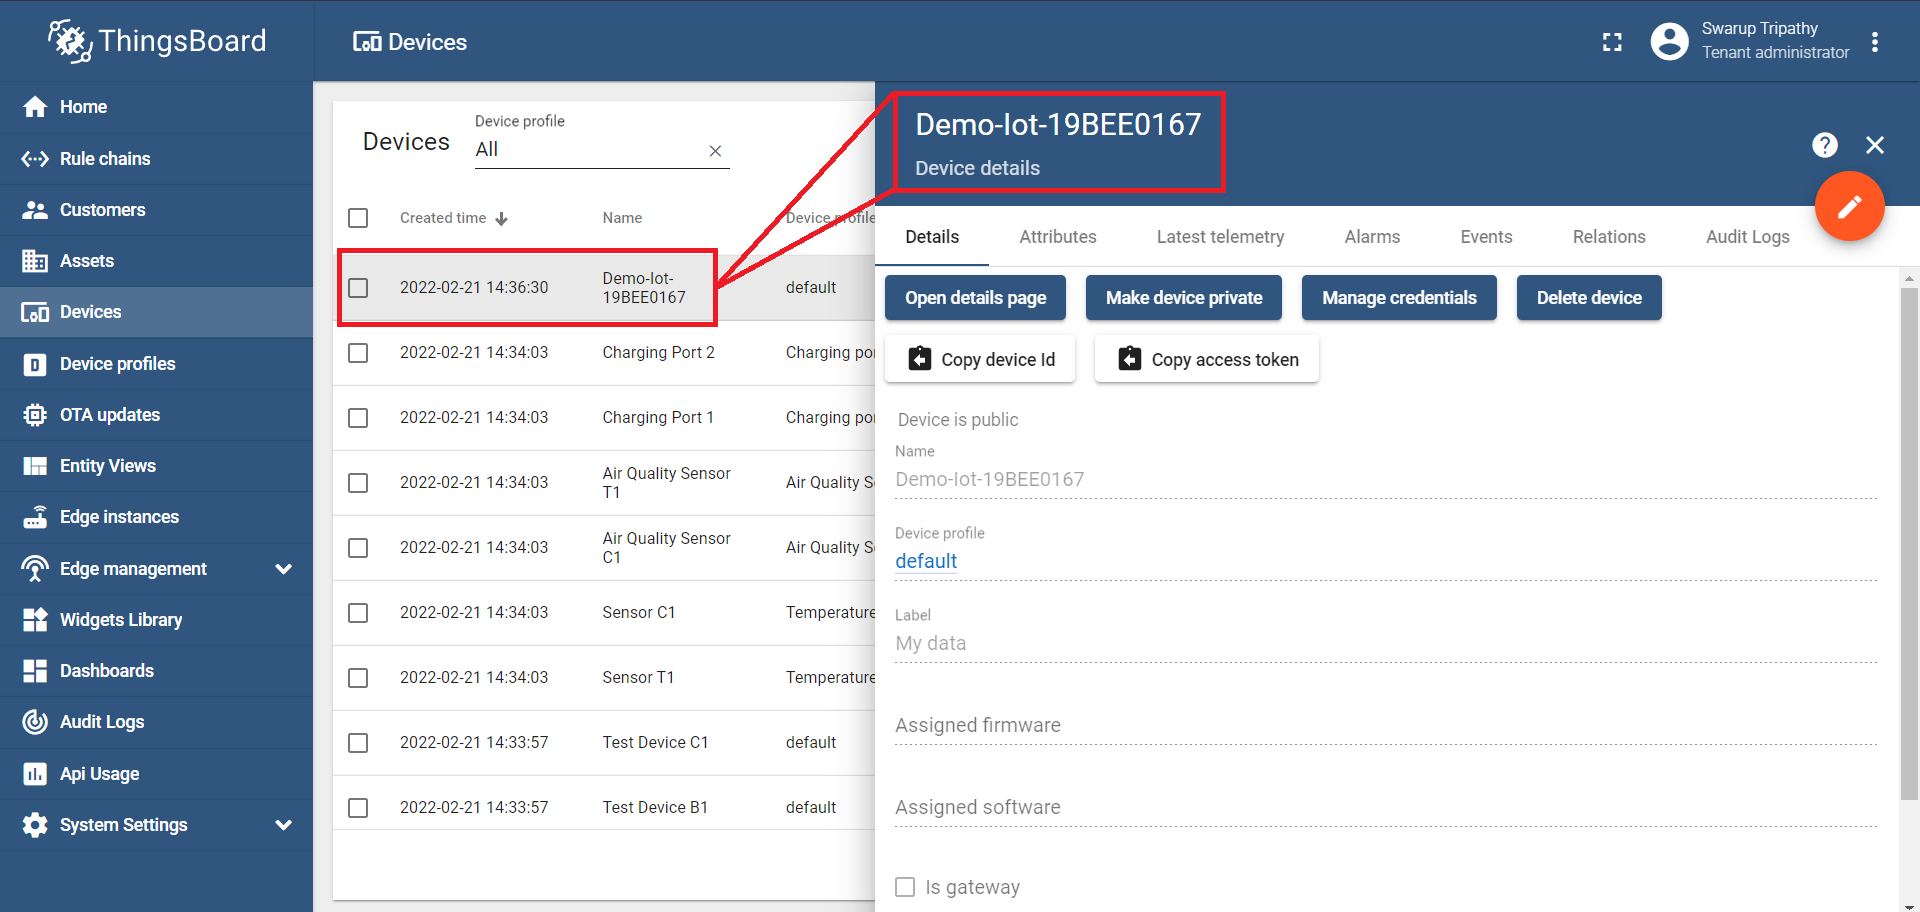 ThingsBoard
Devices
Swarup Tripathy
Tenant administrator
Home
Rule chains
Customers
Assets
Devices
Device profiles
OTA updates
Entity Views
Edge instances
Edge management
Widgets Library
Dashboards
Audit Logs
Api Usage
System Settings
Devices
Device profile
All
Created time
Name
Device profile
2022-02-21 14:36:30
Demo-Iot-
19BEE0167
default
2022-02-21 14:34:03
Charging Port 2
Charging por
2022-02-21 14:34:03
Charging Port 1
Charging por
2022-02-21 14:34:03
Air Quality Sensor
T1
Air Quality S
2022-02-21 14:34:03
Air Quality Sensor
C1
Air Quality S
2022-02-21 14:34:03
Sensor C1
Temperature
2022-02-21 14:34:03
Sensor T1
Temperature
2022-02-21 14:33:57
Test Device C1
default
2022-02-21 14:33:57
Test Device B1
default
Demo-Iot-19BEE0167
Device details
Details
Attributes
Latest telemetry
Alarms
Events
Relations
Audit Logs
Open details page
Make device private
Manage credentials
Delete device
Copy device Id
Copy access token
Device is public
Name
Demo-Iot-19BEE0167
Device profile
default
Label
My data
Assigned firmware
Assigned software
Is gateway